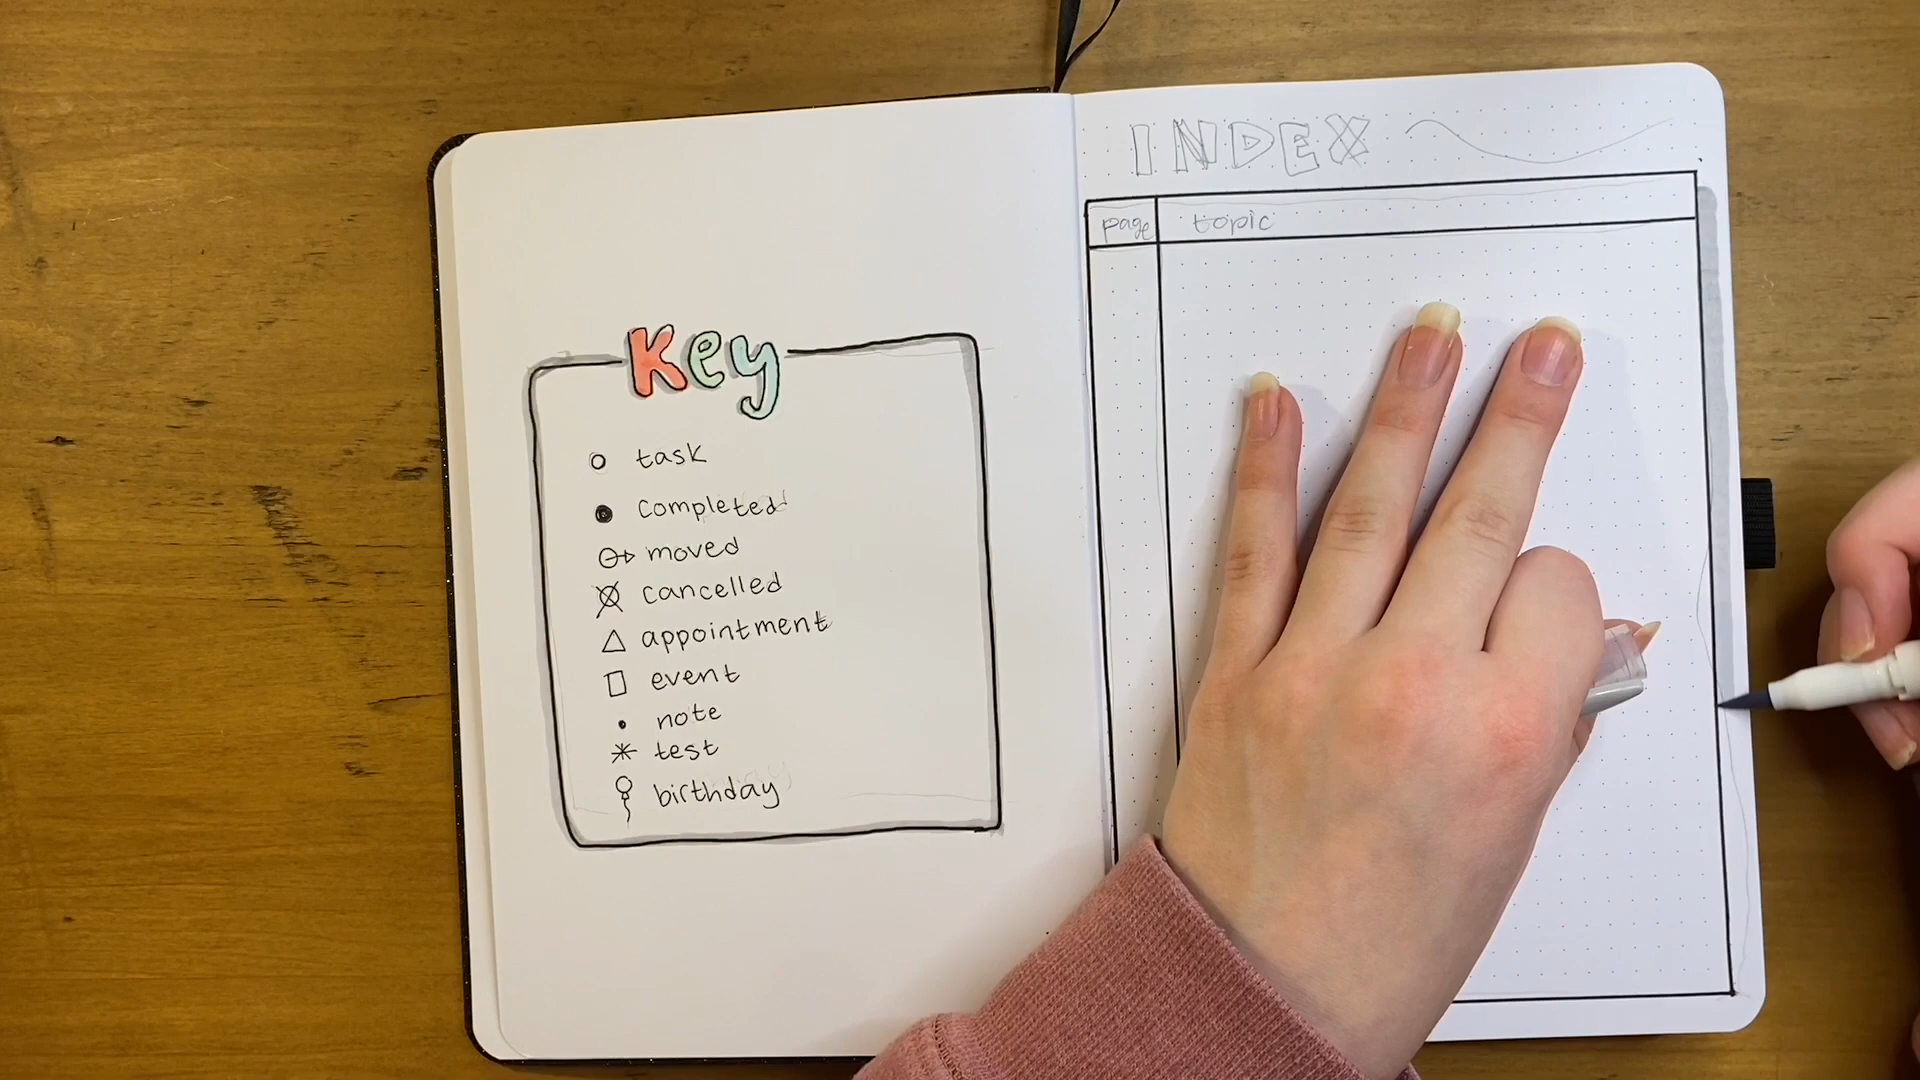 Key
task
Completed
moved
cancelled
appointment
event
note
test
birthday
INDEX
page topic